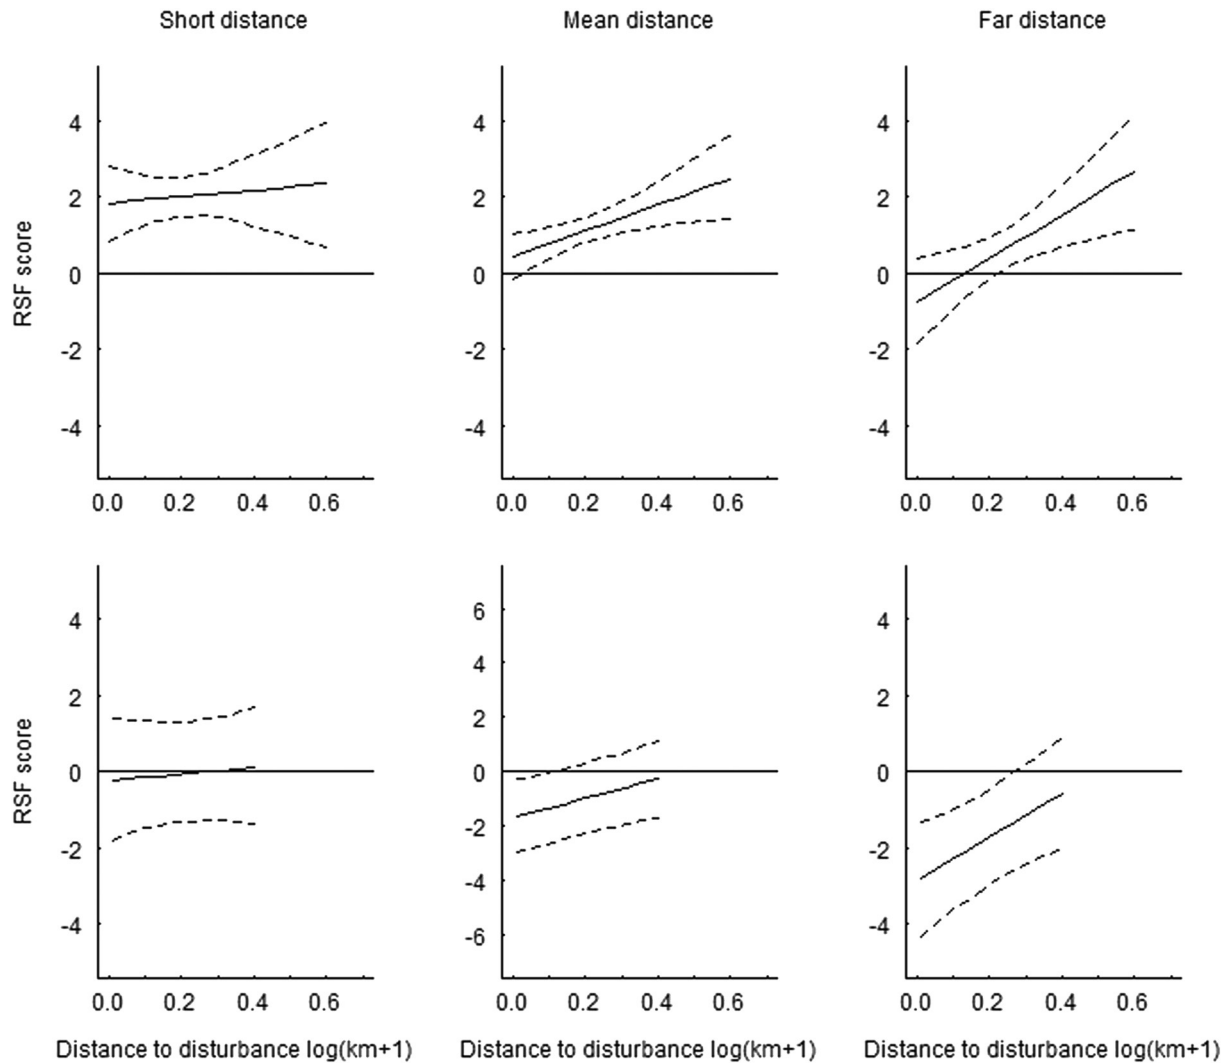 Short distance Mean distance Far distance
RSF score
4 4 4
2 2 2
0 0 0
-2 -2 -2
-4 -4 -4
0.0 0.2 0.4 0.6 0.0 0.2 0.4 0.6 0.0 0.2 0.4 0.6
RSF score
4 6 4
2 4 2
0 2 0
-2 0 -2
-4 -2 -4
-4
-6
0.0 0.2 0.4 0.6 0.0 0.2 0.4 0.6 0.0 0.2 0.4 0.6
Distance to disturbance log(km+1) Distance to disturbance log(km+1) Distance to disturbance log(km+1)